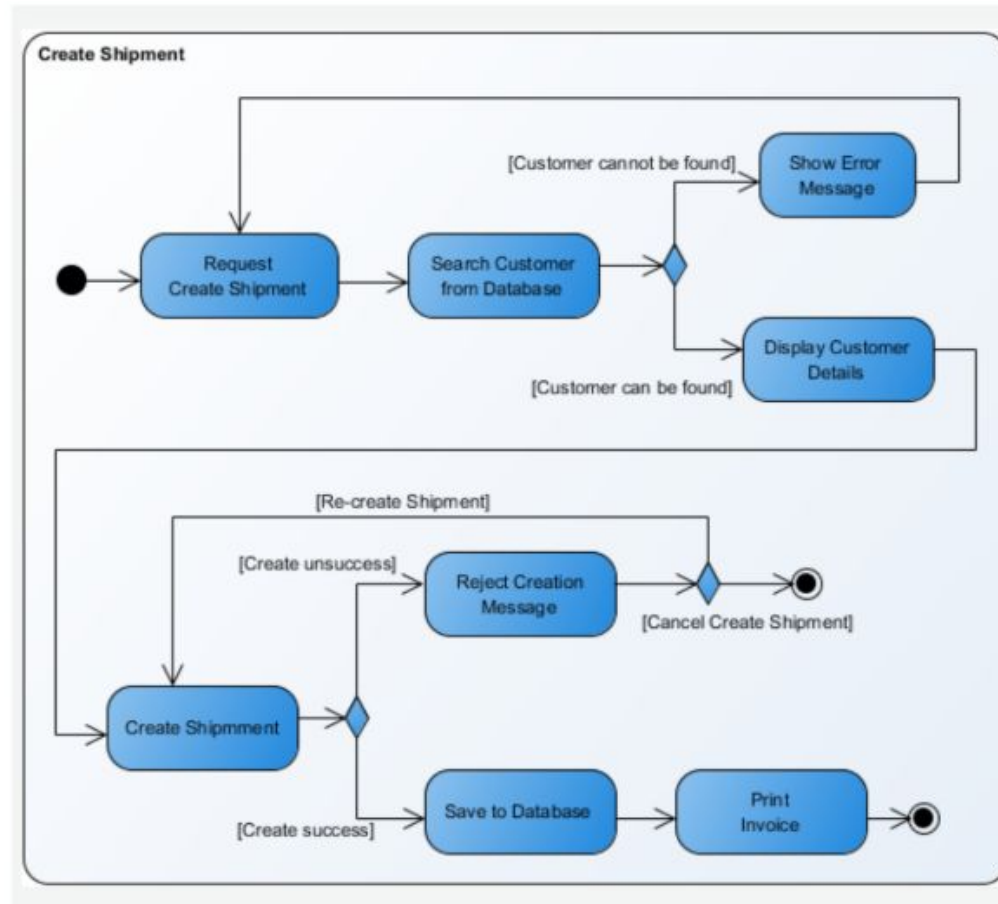 Create Shipment
[Customer cannot be found]
Show Error
Message
Request
Create Shipment
Search Customer
from Database
Display Customer
Details
[Customer can be found]
[Re-create Shipment]
[Create unsuccess]
Reject Creation
Message
[Cancel Create Shipment]
Create Shipmment
[Create success]
Save to Database
Print
Invoice